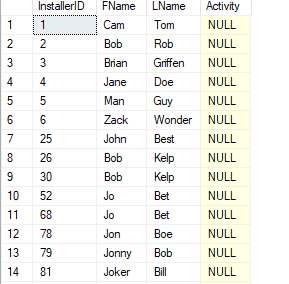 InstallerID FName LName Activity
1 1 Cam Tom NULL
2 2 Bob Rob NULL
3 3 Brian Griffen NULL
4 4 Jane Doe NULL
5 5 Man Guy NULL
6 6 Zack Wonder NULL
7 25 John Best NULL
8 26 Bob Kelp NULL
9 30 Bob Kelp NULL
10 52 Jo Bet NULL
11 68 Jo Bet NULL
12 78 Jon Boe NULL
13 79 Jonny Bob NULL
14 81 Joker Bill NULL